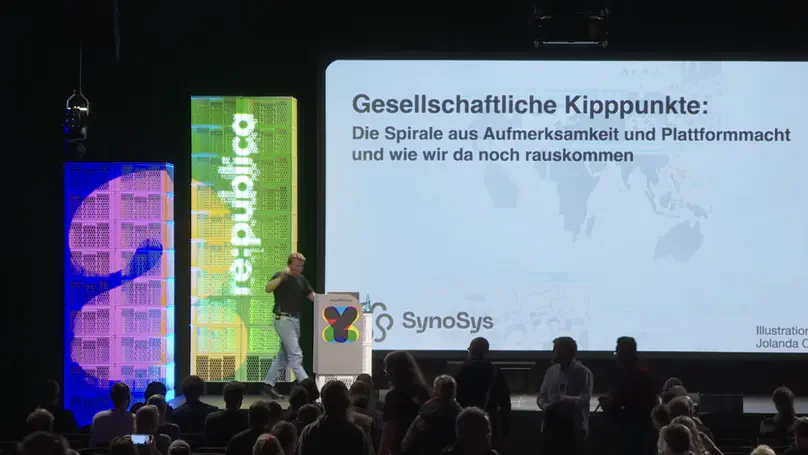 re:publica
Gesellschaftliche Kipppunkte:
Die Spirale aus Aufmerksamkeit und Plattformmacht
und wie wir da noch rauskommen
SynoSys
Illustration
Jolanda